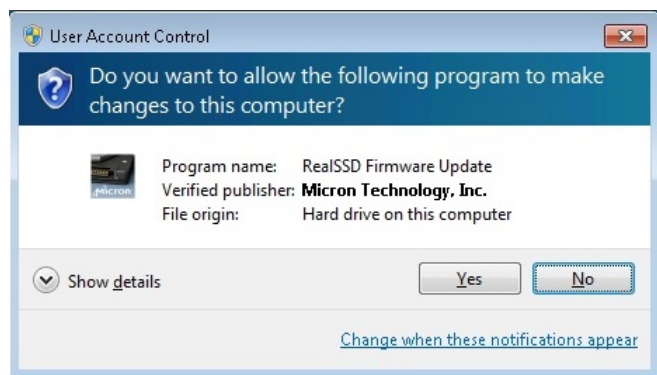 User Account Control
Do you want to allow the following program to make
changes to this computer?
Micron
Program name: RealSSD Firmware Update
Verified publisher: Micron Technology, Inc.
File origin: Hard drive on this computer
Show details
Yes
No
Change when these notifications appear